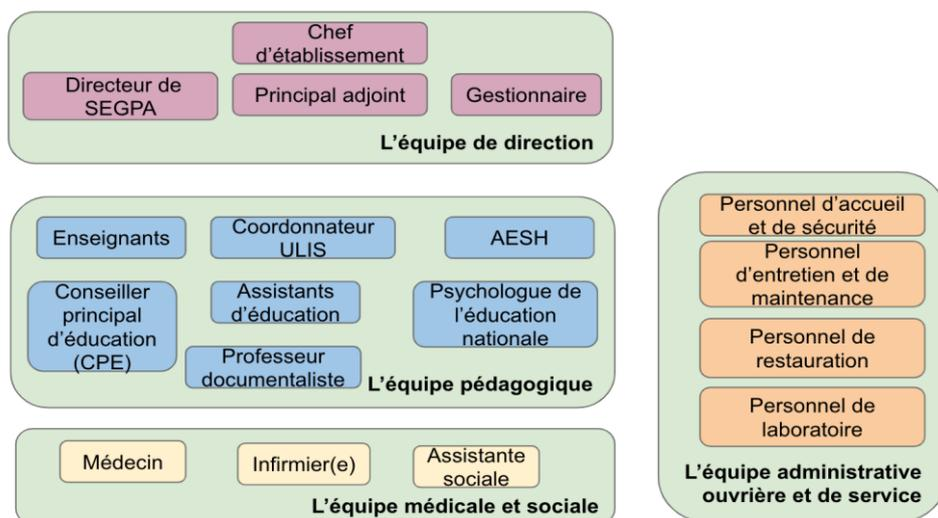 Chef
d'établissement
Directeur de
SEGPA
Principal adjoint
Gestionnaire
L'équipe de direction
Enseignants
Coordonnateur
ULIS
AESH
Conseiller
principal
d'éducation
(CPE)
Assistants
d'éducation
Psychologue de
l'éducation
nationale
Professeur
documentaliste
L'équipe pédagogique
Médecin
Infirmier(e)
Assistante
sociale
L'équipe médicale et sociale
Personnel d'accueil
et de sécurité
Personnel
d'entretien et de
maintenance
Personnel de
restauration
Personnel de
laboratoire
L'équipe administrative
ouvrière et de service